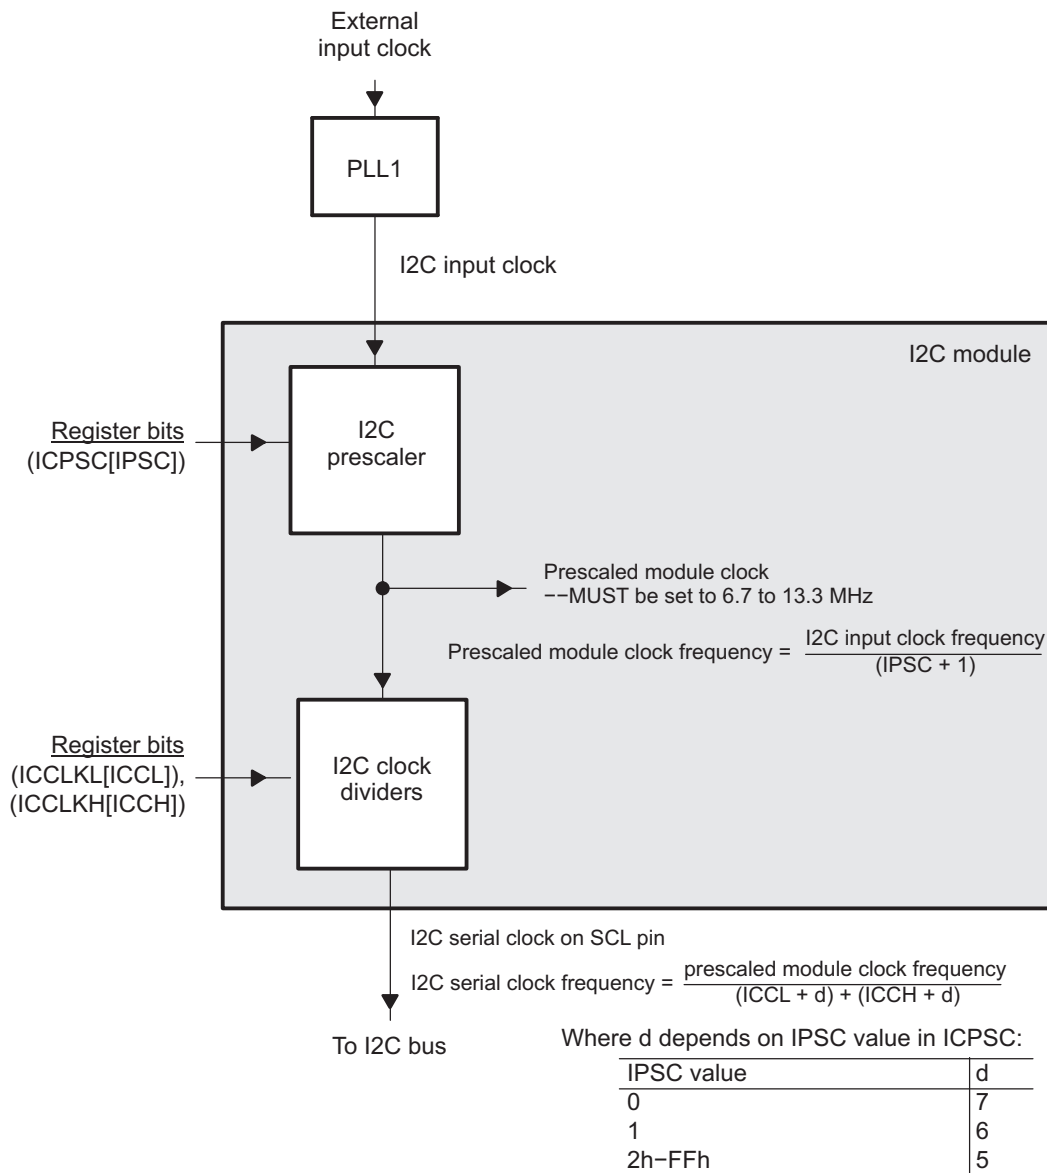 External
input clock
PLL1
I2C input clock
I2C module
I2C
prescaler
Register bits
(ICPSC[IPSC])
Prescaled module clock
−−MUST be set to 6.7 to 13.3 MHz
Prescaled module clock frequency = I2C input clock frequency
(IPSC + 1)
Register bits
(ICCLKL[ICCL]),
(ICCLKH[ICCH])
I2C clock
dividers
I2C serial clock on SCL pin
I2C serial clock frequency = prescaled module clock frequency
(ICCL + d) + (ICCH + d)
To I2C bus
Where d depends on IPSC value in ICPSC:
IPSC value d
0 7
1 6
2h−FFh 5